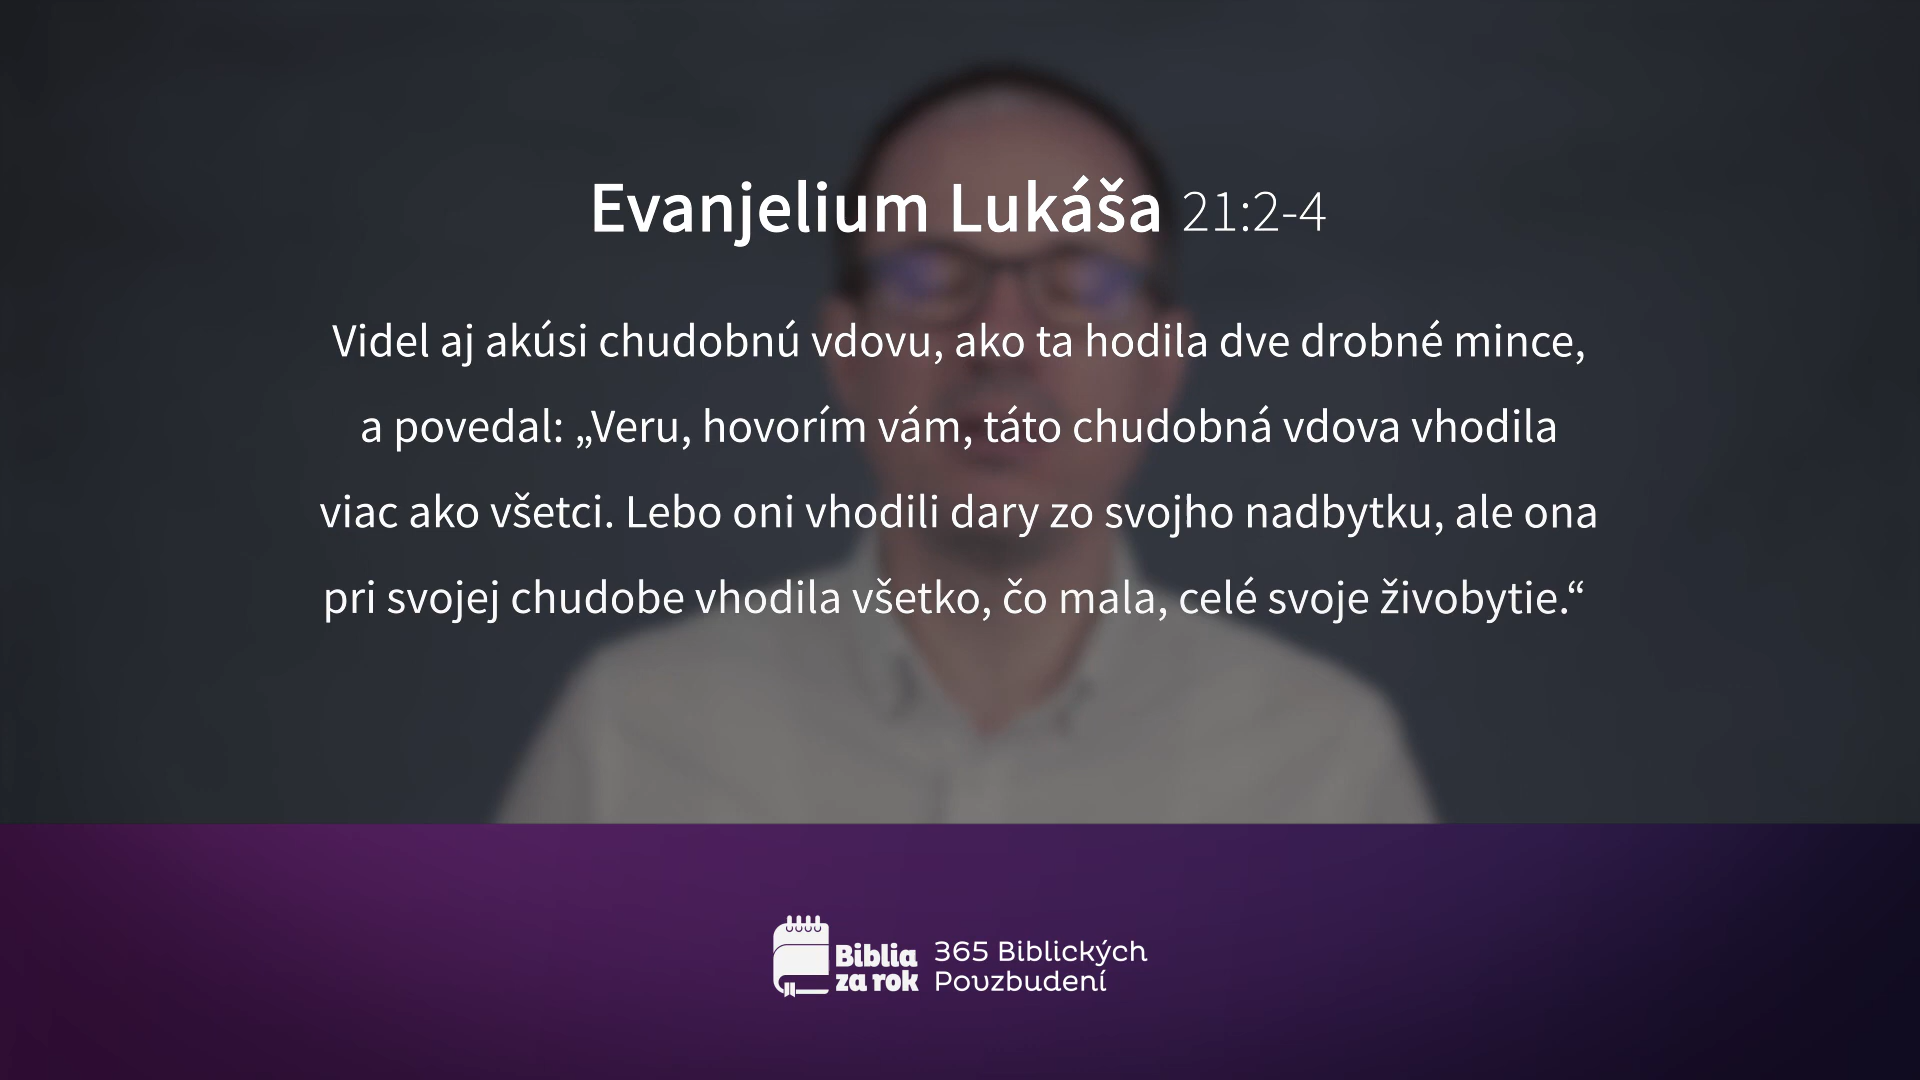 Evanjelium Lukáša 21:2-4
Videl aj akúsi chudobnú vdovu, ako ta hodila dve drobné mince,
a povedal: „Veru, hovorím vám, táto chudobná vdova vhodila
viac ako všetci. Lebo oni vhodili dary zo svojho nadbytku, ale ona
pri svojej chudobe vhodila všetko, čo mala, celé svoje živobytie.“
Biblia
za rok
365 Biblických
Povzbudení